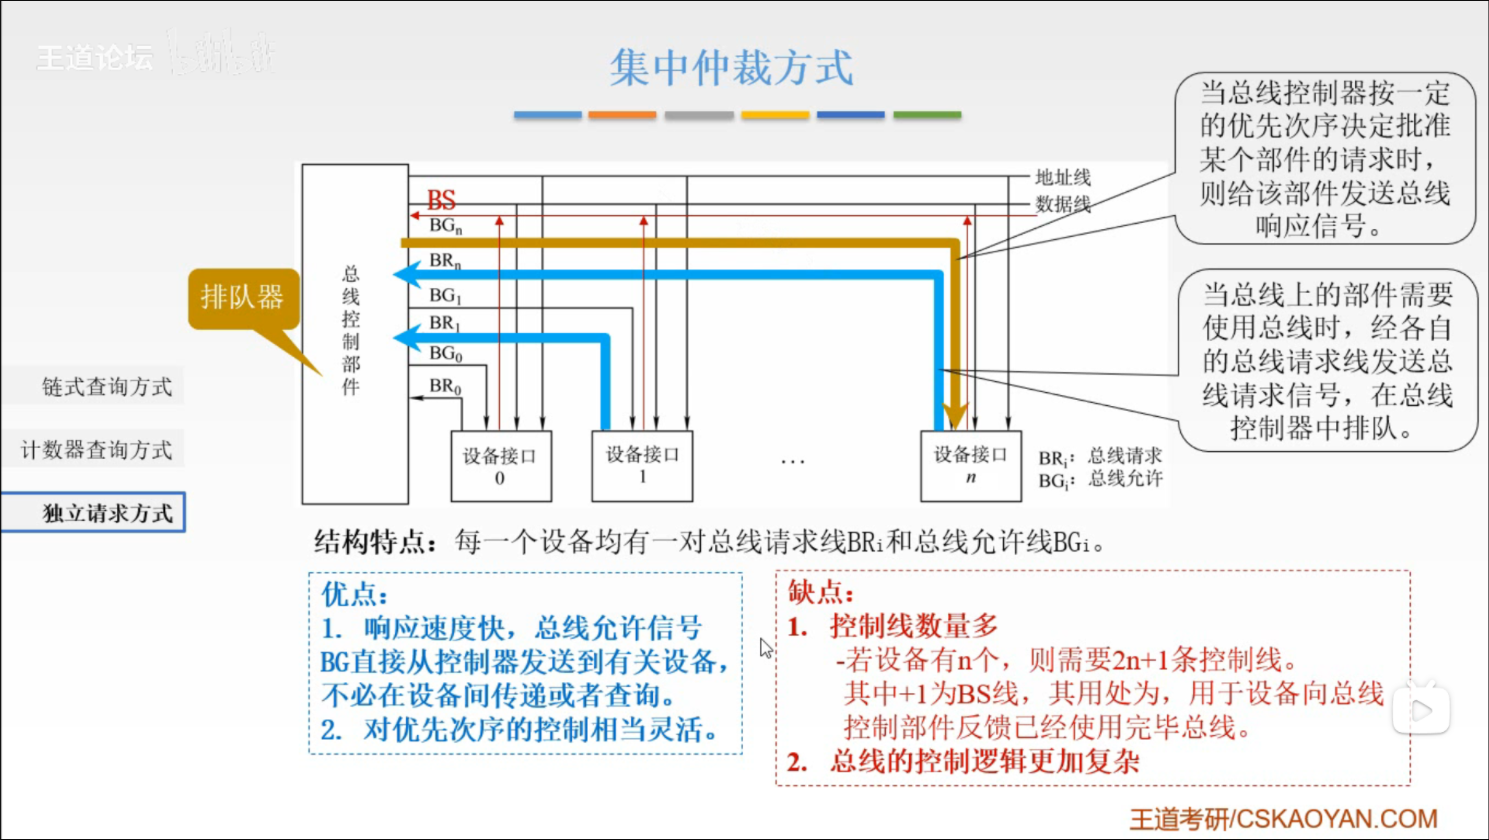 王道论坛
集中仲裁方式
当总线控制器按一定
的优先次序决定批准
某个部件的请求时，
则给该部件发送总线
响应信号。
地址线
数据线
BS
BGn
BRn
BG1
BR1
BG0
BR0
总线控制部件
排队器
当总线上的部件需要
使用总线时，经各自
的总线请求线发送总
线请求信号，在总线
控制器中排队。
链式查询方式
计数器查询方式
独立请求方式
设备接口
0
设备接口
1
...
设备接口
n
BRi：总线请求
BGi：总线允许
结构特点：每一个设备均有一对总线请求线BRi和总线允许线BGi。
优点：
1. 响应速度快，总线允许信号
BG直接从控制器发送到有关设备，
不必在设备间传递或者查询。
2. 对优先次序的控制相当灵活。
缺点：
1. 控制线数量多
-若设备有n个，则需要2n+1条控制线。
其中+1为BS线，其用处为，用于设备向总线
控制部件反馈已经使用完毕总线。
2. 总线的控制逻辑更加复杂
王道考研/CSKAOYAN.COM